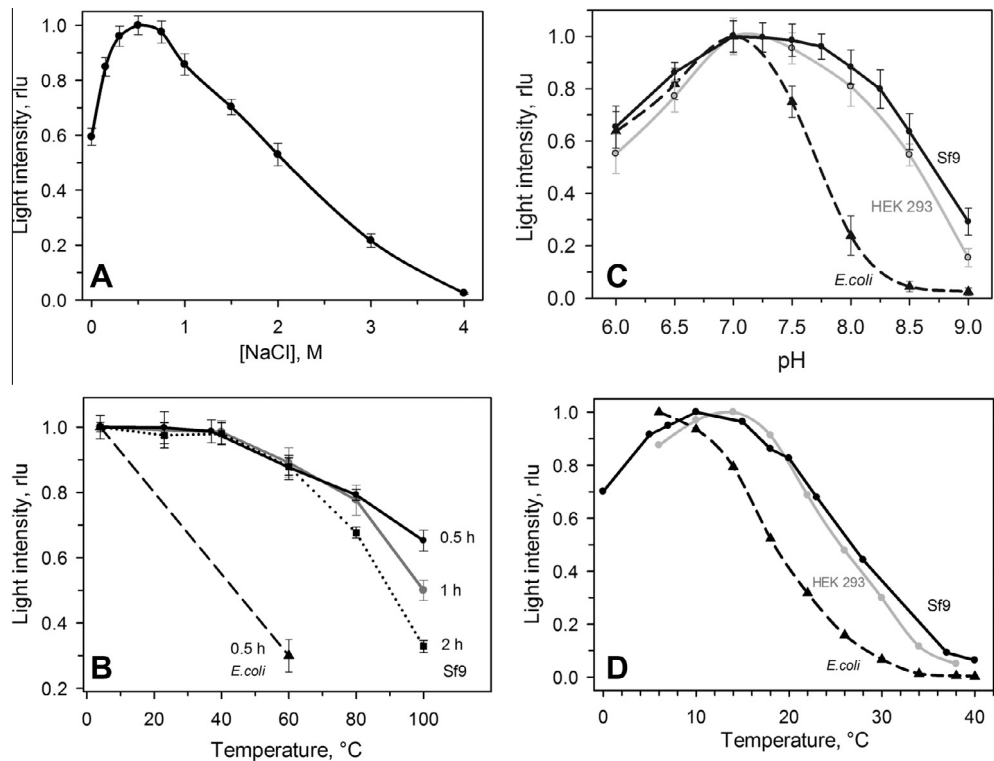 Light intensity, rlu
1.0
0.8
0.6
0.4
0.2
0.0
A
0 1 2 3 4
[NaCl], M
Light intensity, rlu
1.0
0.8
0.6
0.4
0.2
0.0
C
Sf9
HEK 293
E.coli
6.0 6.5 7.0 7.5 8.0 8.5 9.0
pH
Light intensity, rlu
1.0
0.8
0.6
0.4
0.2
B
0.5 h
1 h
2 h
Sf9
0.5 h
E.coli
0 20 40 60 80 100
Temperature, °C
Light intensity, rlu
1.0
0.8
0.6
0.4
0.2
0.0
D
HEK 293
Sf9
E.coli
0 10 20 30 40
Temperature, °C